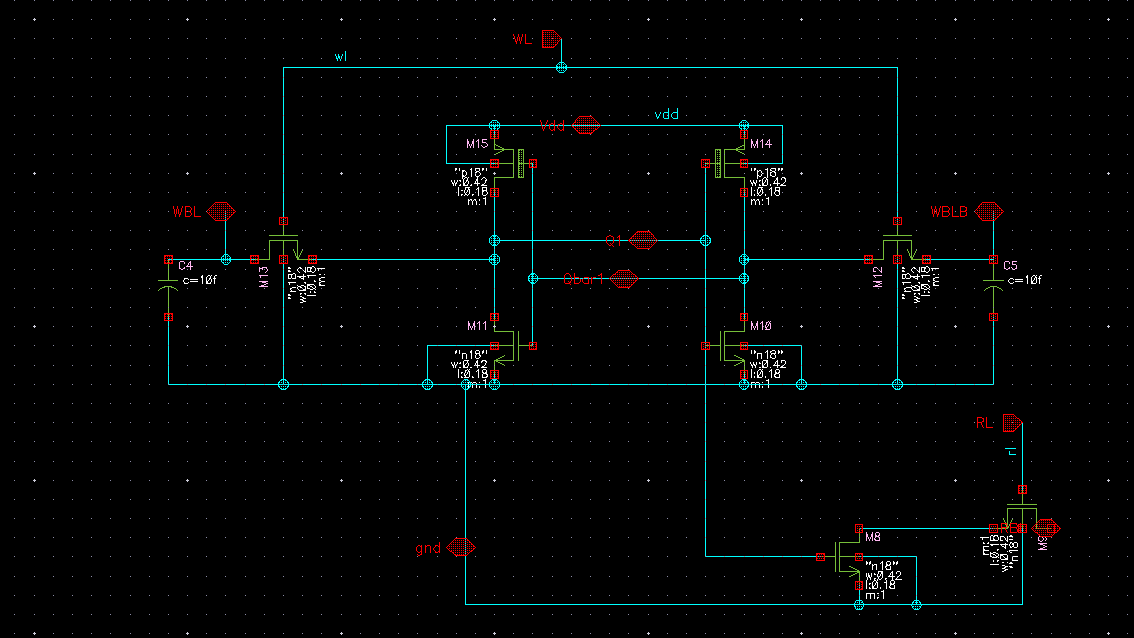 WL
wl
vdd
Vdd
M15
M14
"p18"
w:0.42
l:0.18
m:1
"p18"
w:0.42
l:0.18
m:1
WBL
WBLB
Q1
C4
c=10f
M13
"n18"
w:0.42
l:0.18
m:1
Qbar1
M12
"n18"
w:0.42
l:0.18
m:1
C5
c=10f
M11
"n18"
w:0.42
l:0.18
m:1
M10
"n18"
w:0.42
l:0.18
m:1
RL
rl
gnd
M8
"n18"
w:0.42
l:0.18
m:1
m:1
l:0.18
w:0.42
"n18"
M9